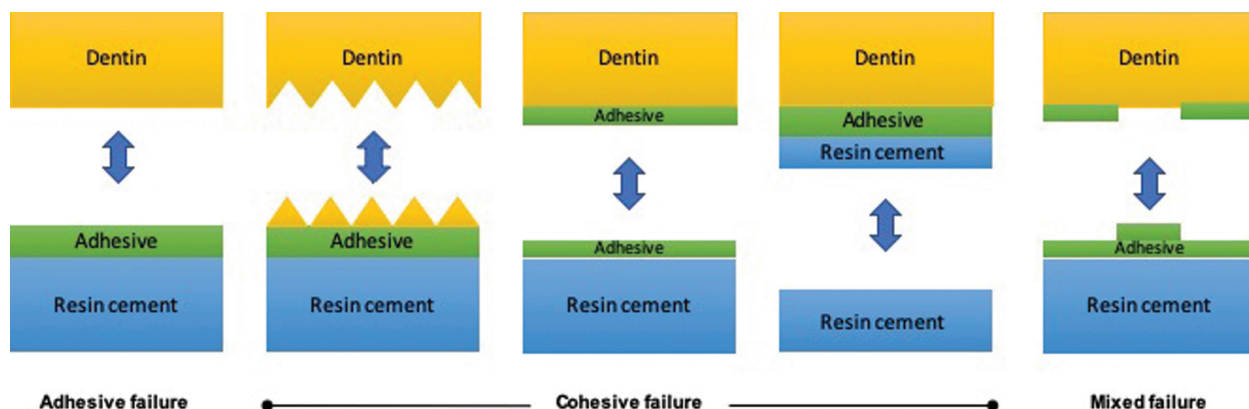 Dentin
Dentin
Dentin
Dentin
Dentin
Adhesive
Adhesive
Resin cement
Adhesive
Adhesive
Adhesive
Adhesive
Resin cement
Resin cement
Resin cement
Resin cement
Resin cement
Adhesive failure
Cohesive failure
Mixed failure